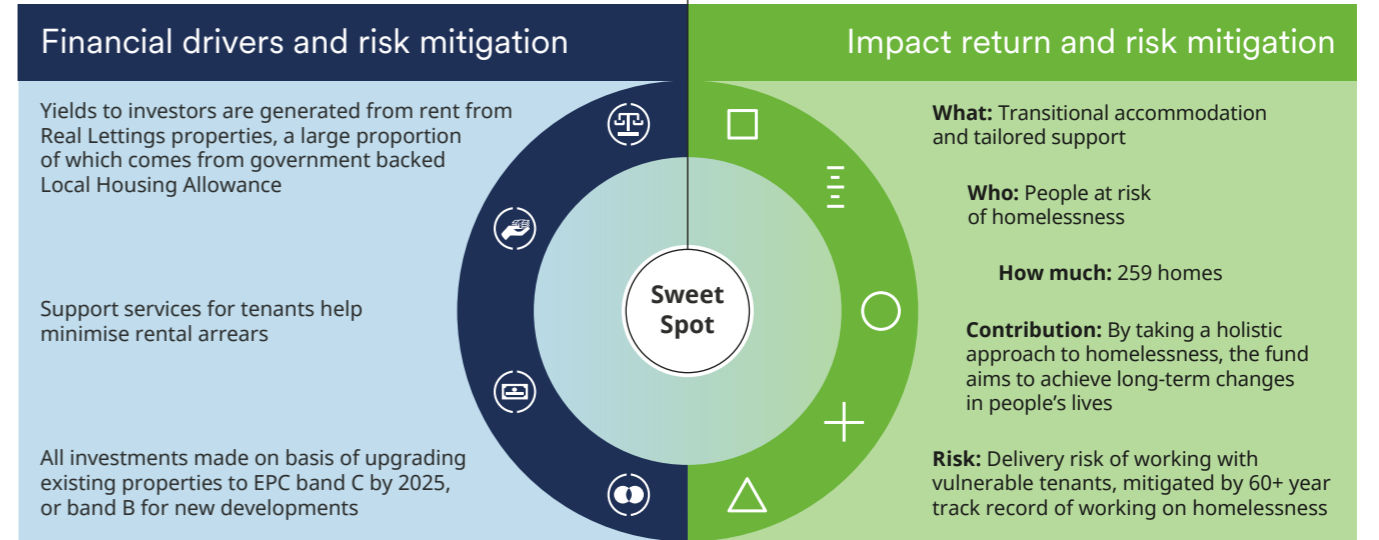 Financial drivers and risk mitigation
Impact return and risk mitigation
Yields to investors are generated from rent from
Real Lettings properties, a large proportion
of which comes from government backed
Local Housing Allowance
Support services for tenants help
minimise rental arrears
All investments made on basis of upgrading
existing properties to EPC band C by 2025,
or band B for new developments
Sweet
Spot
What: Transitional accommodation
and tailored support
Who: People at risk
of homelessness
How much: 259 homes
Contribution: By taking a holistic
approach to homelessness, the fund
aims to achieve long-term changes
in people’s lives
Risk: Delivery risk of working with
vulnerable tenants, mitigated by 60+ year
track record of working on homelessness